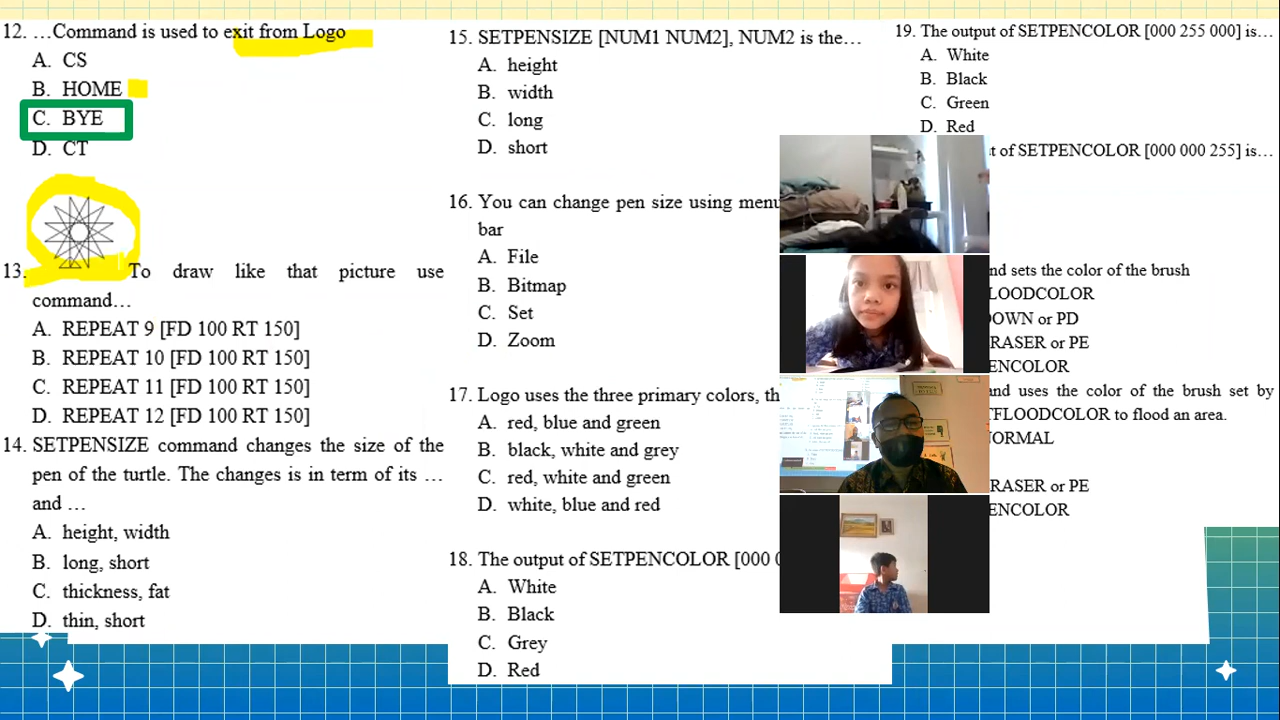 12. …Command is used to exit from Logo
A. CS
B. HOME
C. BYE
D. CT
13. To draw like that picture use
command…
A. REPEAT 9 [FD 100 RT 150]
B. REPEAT 10 [FD 100 RT 150]
C. REPEAT 11 [FD 100 RT 150]
D. REPEAT 12 [FD 100 RT 150]
14. SETPENSIZE command changes the size of the
pen of the turtle. The changes is in term of its …
and …
A. height, width
B. long, short
C. thickness, fat
D. thin, short
15. SETPENSIZE [NUM1 NUM2], NUM2 is the…
A. height
B. width
C. long
D. short
16. You can change pen size using menu
bar
A. File
B. Bitmap
C. Set
D. Zoom
17. Logo uses the three primary colors, th
A. red, blue and green
B. black, white and grey
C. red, white and green
D. white, blue and red
18. The output of SETPENCOLOR [000 0
A. White
B. Black
C. Grey
D. Red
19. The output of SETPENCOLOR [000 255 000] is…
A. White
B. Black
C. Green
D. Red
t of SETPENCOLOR [000 000 255] is…
nd sets the color of the brush
LOODCOLOR
OWN or PD
RASER or PE
ENCOLOR
nd uses the color of the brush set by
TFLOODCOLOR to flood an area.
NORMAL
RASER or PE
ENCOLOR